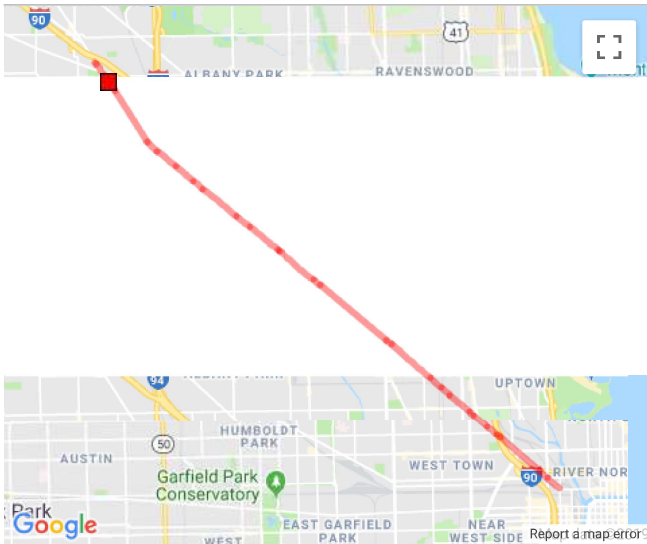 90
41
ALBANY PARK
RAVENSWOOD
94
UPTOWN
HUMBOLDT
PARK
50
AUSTIN
WEST TOWN
RIVER NOR
Garfield Park
Conservatory
90
Park
Google
EAST GARFIELD
PARK
NEAR
WEST SIDE
WEST
Report a map error